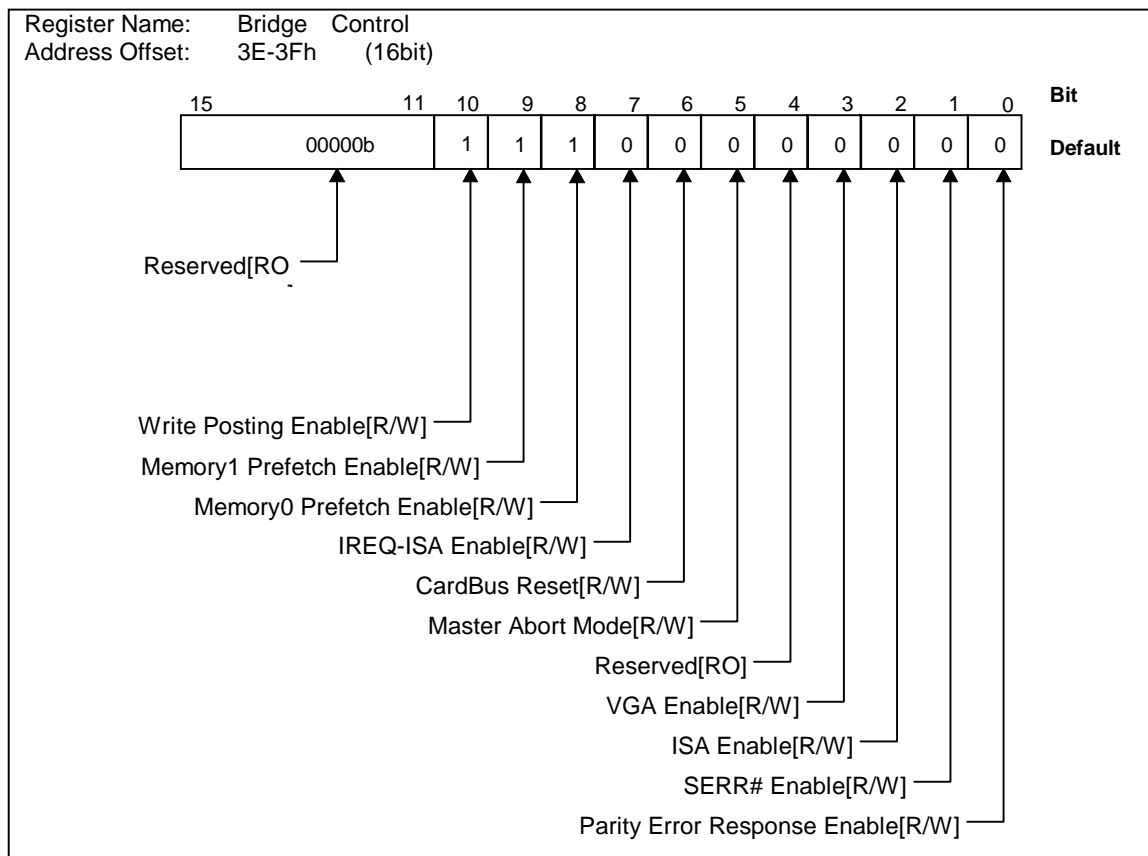 Register Name: Bridge Control
Address Offset: 3E-3Fh (16bit)
15 11 10 9 8 7 6 5 4 3 2 1 0 Bit
00000b 1 1 1 0 0 0 0 0 0 0 0 Default
Reserved[RO
Write Posting Enable[R/W]
Memory1 Prefetch Enable[R/W]
Memory0 Prefetch Enable[R/W]
IREQ-ISA Enable[R/W]
CardBus Reset[R/W]
Master Abort Mode[R/W]
Reserved[RO]
VGA Enable[R/W]
ISA Enable[R/W]
SERR# Enable[R/W]
Parity Error Response Enable[R/W]